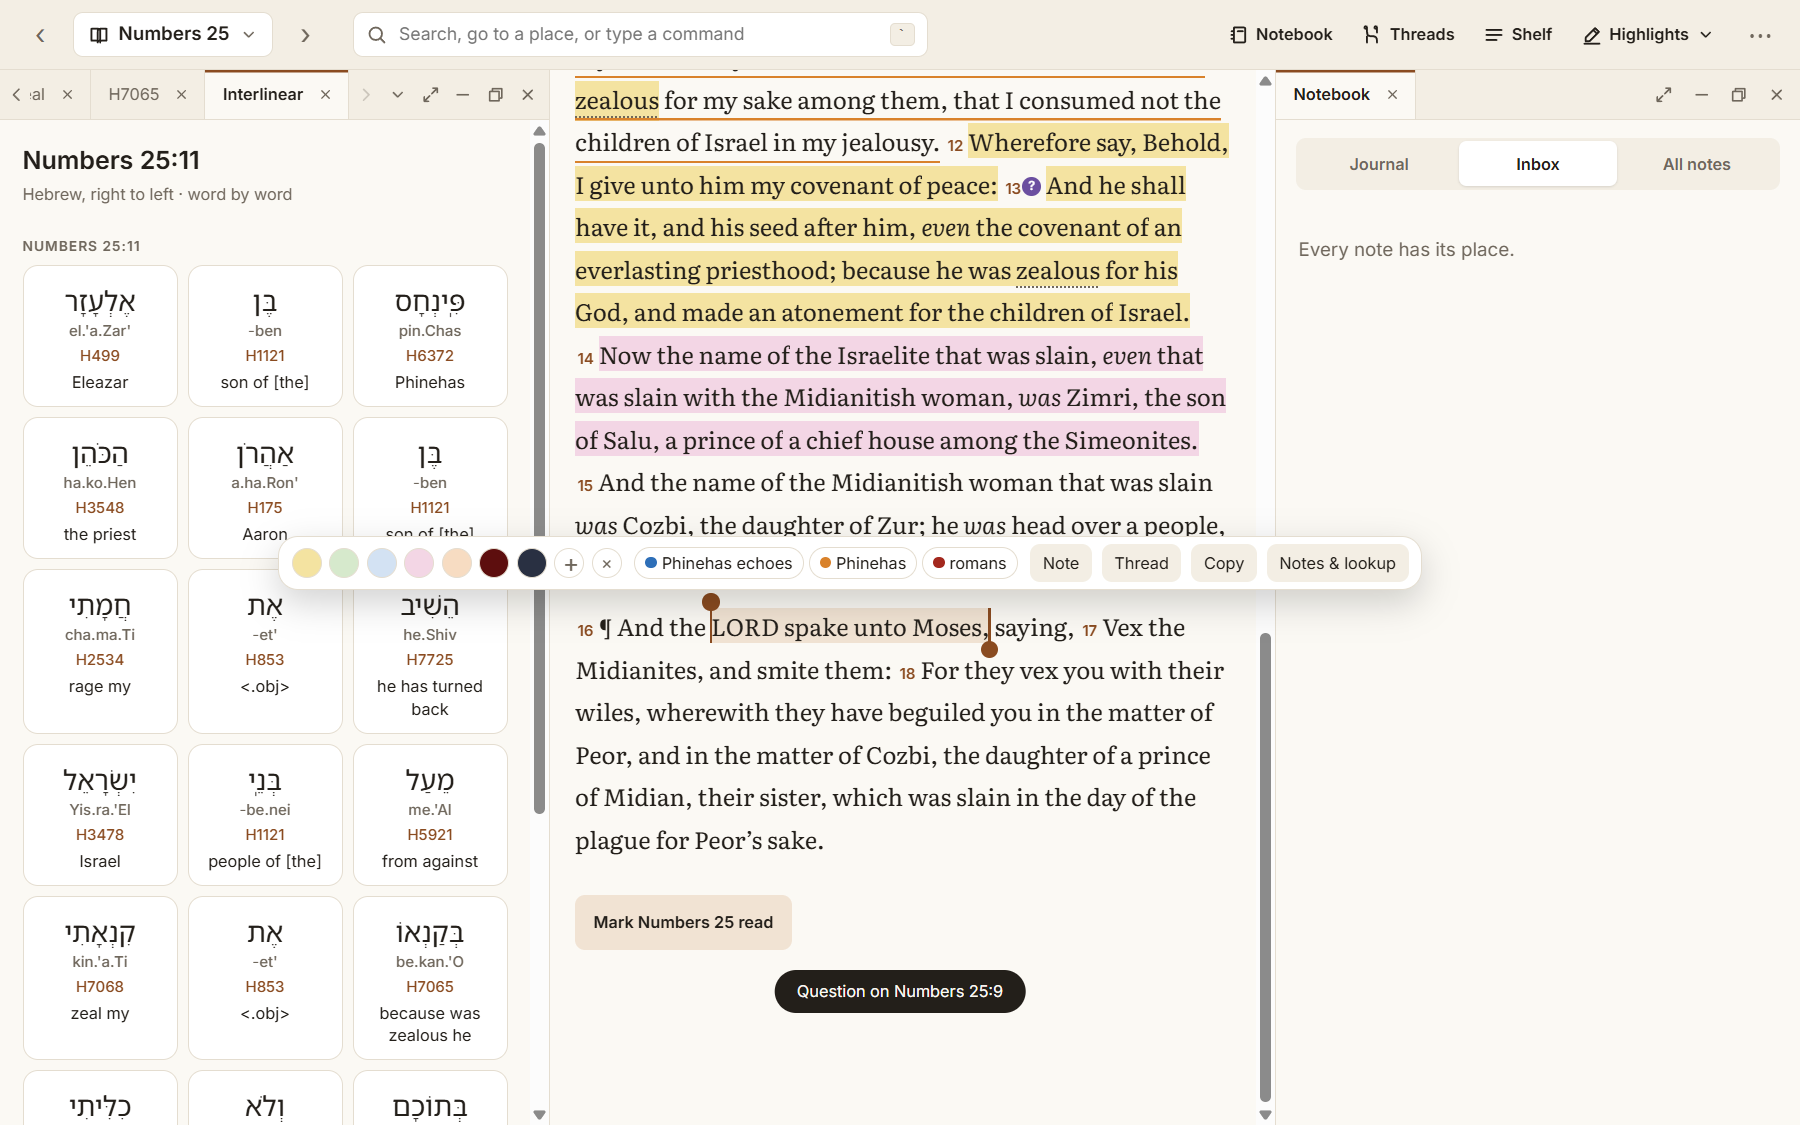 Numbers 25
Search, go to a place, or type a command
`
Notebook
Threads
Shelf
Highlights
al
H7065
Interlinear
Numbers 25:11
Hebrew, right to left · word by word
NUMBERS 25:11
אֶלְעָזָר
el.'a.Zar'
H499
Eleazar
בֶּן
-ben
H1121
son of [the]
פִּינְחָס
pin.Chas
H6372
Phinehas
הַכֹּהֵן
ha.ko.Hen
H3548
the priest
אַהֲרֹן
a.ha.Ron'
H175
Aaron
בֶּן
-ben
H1121
son of [the]
חֲמָתִי
cha.ma.Ti
H2534
rage my
אֶת
-et'
H853
<.obj>
הֵשִׁיב
he.Shiv
H7725
he has turned
back
יִשְׂרָאֵל
Yis.ra.'El
H3478
Israel
בְּנֵי
-be.nei
H1121
people of [the]
מֵעַל
me.'Al
H5921
from against
קִנְאָתִי
kin.'a.Ti
H7068
zeal my
אֶת
-et'
H853
<.obj>
בְּקַנְאוֹ
be.kan.'O
H7065
because was
zealous he
כִלִּיתִי
וְלֹא
בְּתוֹכָם
zealous for my sake among them, that I consumed not the
children of Israel in my jealousy. 12 Wherefore say, Behold,
I give unto him my covenant of peace: 13 ? And he shall
have it, and his seed after him, even the covenant of an
everlasting priesthood; because he was zealous for his
God, and made an atonement for the children of Israel.
14 Now the name of the Israelite that was slain, even that
was slain with the Midianitish woman, was Zimri, the son
of Salu, a prince of a chief house among the Simeonites.
15 And the name of the Midianitish woman that was slain
was Cozbi, the daughter of Zur; he was head over a people,
+ × Phinehas echoes Phinehas romans Note Thread Copy Notes & lookup
16 ¶ And the LORD spake unto Moses, saying, 17 Vex the
Midianites, and smite them: 18 For they vex you with their
wiles, wherewith they have beguiled you in the matter of
Peor, and in the matter of Cozbi, the daughter of a prince
of Midian, their sister, which was slain in the day of the
plague for Peor’s sake.
Mark Numbers 25 read
Question on Numbers 25:9
Notebook
Journal
Inbox
All notes
Every note has its place.